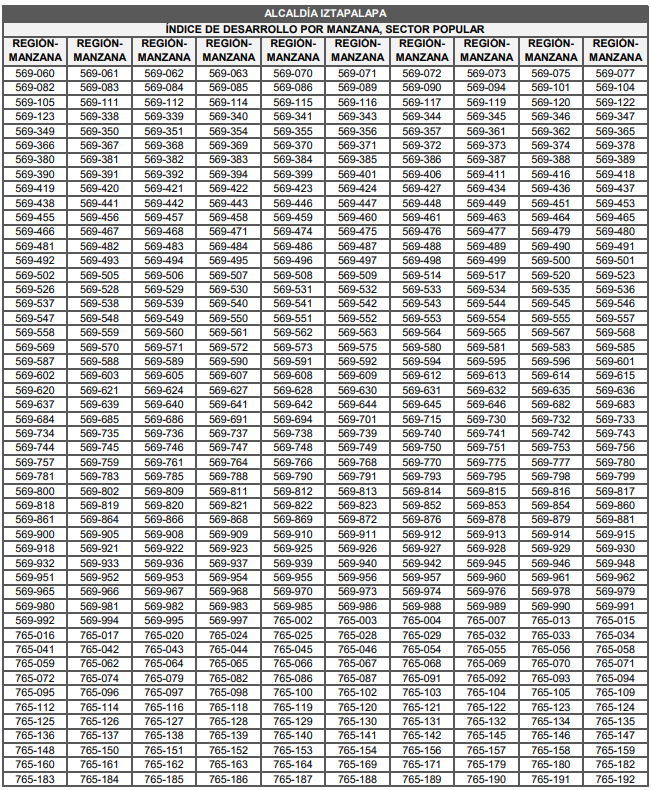 ALCALDÍA IZTAPALAPA
ÍNDICE DE DESARROLLO POR MANZANA, SECTOR POPULAR
REGIÓN-MANZANA REGIÓN-MANZANA REGIÓN-MANZANA REGIÓN-MANZANA REGIÓN-MANZANA REGIÓN-MANZANA REGIÓN-MANZANA REGIÓN-MANZANA REGIÓN-MANZANA REGIÓN-MANZANA
569-060 569-061 569-062 569-063 569-070 569-071 569-072 569-073 569-075 569-077
569-082 569-083 569-084 569-085 569-086 569-089 569-090 569-094 569-101 569-104
569-105 569-111 569-112 569-114 569-115 569-116 569-117 569-119 569-120 569-122
569-123 569-338 569-339 569-340 569-341 569-343 569-344 569-345 569-346 569-347
569-349 569-350 569-351 569-354 569-355 569-356 569-357 569-361 569-362 569-365
569-366 569-367 569-368 569-369 569-370 569-371 569-372 569-373 569-374 569-378
569-380 569-381 569-382 569-383 569-384 569-385 569-386 569-387 569-388 569-389
569-390 569-391 569-392 569-394 569-399 569-401 569-406 569-411 569-416 569-418
569-419 569-420 569-421 569-422 569-423 569-424 569-427 569-434 569-436 569-437
569-438 569-441 569-442 569-443 569-446 569-447 569-448 569-449 569-451 569-453
569-455 569-456 569-457 569-458 569-459 569-460 569-461 569-463 569-464 569-465
569-466 569-467 569-468 569-471 569-474 569-475 569-476 569-477 569-479 569-480
569-481 569-482 569-483 569-484 569-486 569-487 569-488 569-489 569-490 569-491
569-492 569-493 569-494 569-495 569-496 569-497 569-498 569-499 569-500 569-501
569-502 569-505 569-506 569-507 569-508 569-509 569-514 569-517 569-520 569-523
569-526 569-528 569-529 569-530 569-531 569-532 569-533 569-534 569-535 569-536
569-537 569-538 569-539 569-540 569-541 569-542 569-543 569-544 569-545 569-546
569-547 569-548 569-549 569-550 569-551 569-552 569-553 569-554 569-555 569-557
569-558 569-559 569-560 569-561 569-562 569-563 569-564 569-565 569-567 569-568
569-569 569-570 569-571 569-572 569-573 569-575 569-580 569-581 569-583 569-585
569-587 569-588 569-589 569-590 569-591 569-592 569-594 569-595 569-596 569-601
569-602 569-603 569-605 569-607 569-608 569-609 569-612 569-613 569-614 569-615
569-620 569-621 569-624 569-627 569-628 569-630 569-631 569-632 569-635 569-636
569-637 569-639 569-640 569-641 569-642 569-644 569-645 569-646 569-682 569-683
569-684 569-685 569-686 569-691 569-694 569-701 569-715 569-730 569-732 569-733
569-734 569-735 569-736 569-737 569-738 569-739 569-740 569-741 569-742 569-743
569-744 569-745 569-746 569-747 569-748 569-749 569-750 569-751 569-753 569-756
569-757 569-759 569-761 569-764 569-766 569-768 569-770 569-775 569-777 569-780
569-781 569-783 569-785 569-788 569-790 569-791 569-793 569-795 569-798 569-799
569-800 569-802 569-809 569-811 569-812 569-813 569-814 569-815 569-816 569-817
569-818 569-819 569-820 569-821 569-822 569-823 569-852 569-853 569-854 569-860
569-861 569-864 569-866 569-868 569-869 569-872 569-876 569-878 569-879 569-881
569-900 569-905 569-908 569-909 569-910 569-911 569-912 569-913 569-914 569-915
569-918 569-921 569-922 569-923 569-925 569-926 569-927 569-928 569-929 569-930
569-932 569-933 569-936 569-937 569-939 569-940 569-942 569-945 569-946 569-948
569-951 569-952 569-953 569-954 569-955 569-956 569-957 569-960 569-961 569-962
569-965 569-966 569-967 569-968 569-970 569-973 569-974 569-976 569-978 569-979
569-980 569-981 569-982 569-983 569-985 569-986 569-988 569-989 569-990 569-991
569-992 569-994 569-995 569-997 765-002 765-003 765-004 765-007 765-013 765-015
765-016 765-017 765-020 765-024 765-025 765-028 765-029 765-032 765-033 765-034
765-041 765-042 765-043 765-044 765-045 765-046 765-054 765-055 765-056 765-058
765-059 765-062 765-064 765-065 765-066 765-067 765-068 765-069 765-070 765-071
765-072 765-074 765-079 765-082 765-086 765-087 765-091 765-092 765-093 765-094
765-095 765-096 765-097 765-098 765-100 765-102 765-103 765-104 765-105 765-109
765-112 765-114 765-116 765-118 765-119 765-120 765-121 765-122 765-123 765-124
765-125 765-126 765-127 765-128 765-129 765-130 765-131 765-132 765-134 765-135
765-136 765-137 765-138 765-139 765-140 765-141 765-142 765-145 765-146 765-147
765-148 765-150 765-151 765-152 765-153 765-154 765-156 765-157 765-158 765-159
765-160 765-161 765-162 765-163 765-164 765-169 765-171 765-179 765-180 765-182
765-183 765-184 765-185 765-186 765-187 765-188 765-189 765-190 765-191 765-192